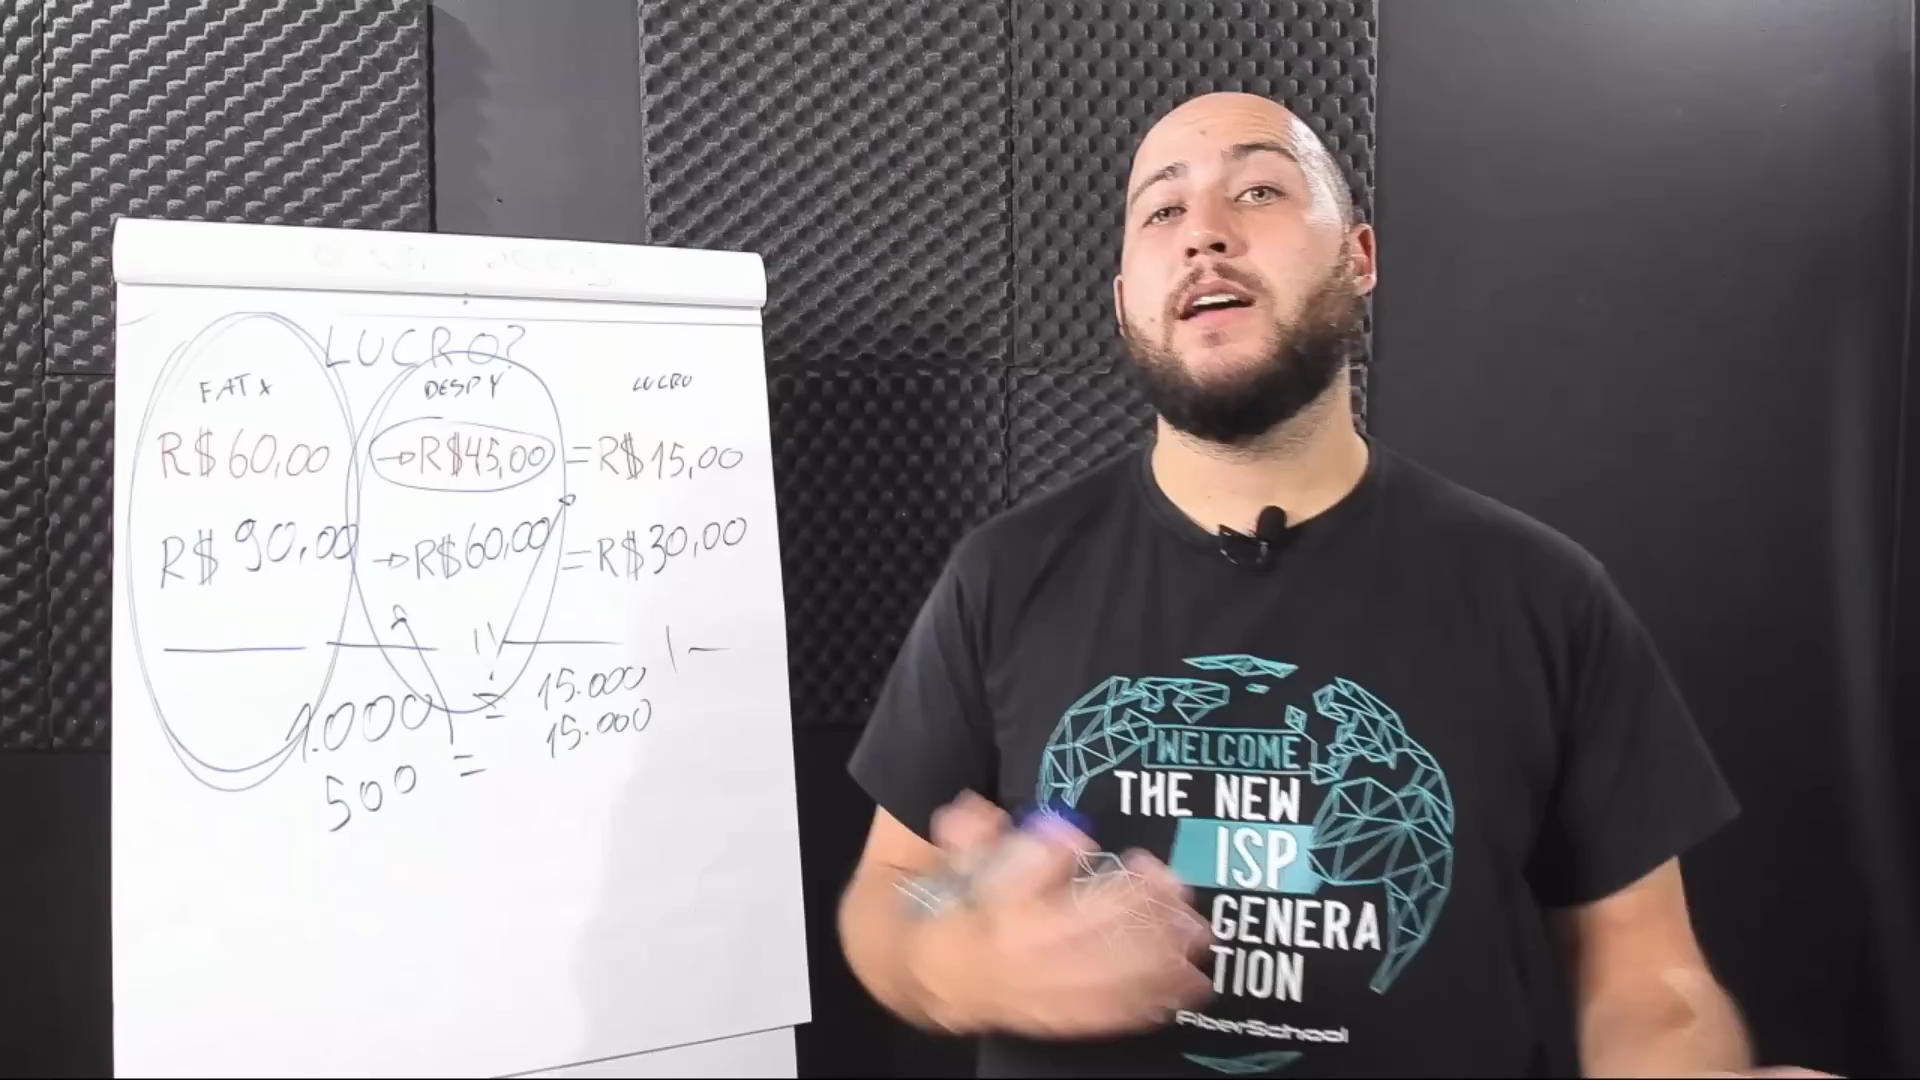 LUCRO?
FAT X DESP Y LUCRO
R$60,00 →R$45,00 =R$15,00
R$90,00 →R$60,00 =R$30,00
1.000 = 15.000
500 = 15.000
WELCOME
THE NEW
ISP
GENERA
TION
FiberSchool